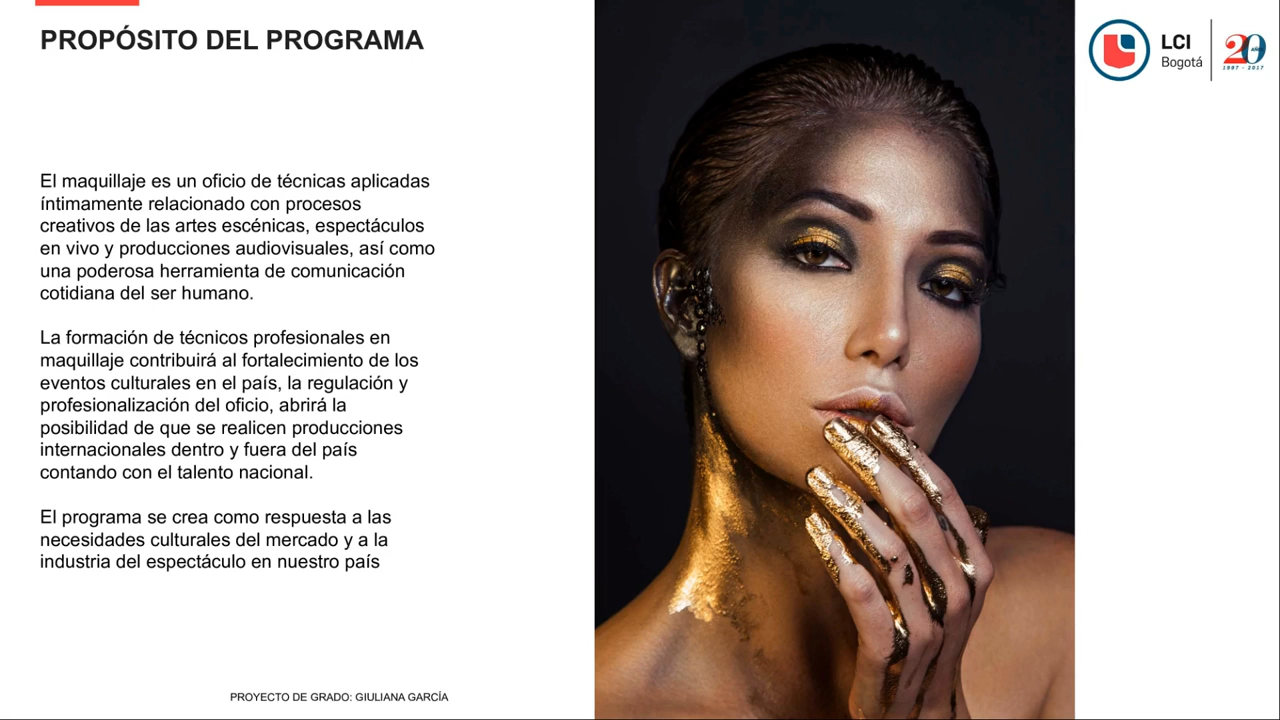 PROPÓSITO DEL PROGRAMA
LCI
Bogotá
20
AÑOS
1997 - 2017
El maquillaje es un oficio de técnicas aplicadas
íntimamente relacionado con procesos
creativos de las artes escénicas, espectáculos
en vivo y producciones audiovisuales, así como
una poderosa herramienta de comunicación
cotidiana del ser humano.
La formación de técnicos profesionales en
maquillaje contribuirá al fortalecimiento de los
eventos culturales en el país, la regulación y
profesionalización del oficio, abrirá la
posibilidad de que se realicen producciones
internacionales dentro y fuera del país
contando con el talento nacional.
El programa se crea como respuesta a las
necesidades culturales del mercado y a la
industria del espectáculo en nuestro país
PROYECTO DE GRADO: GIULIANA GARCÍA